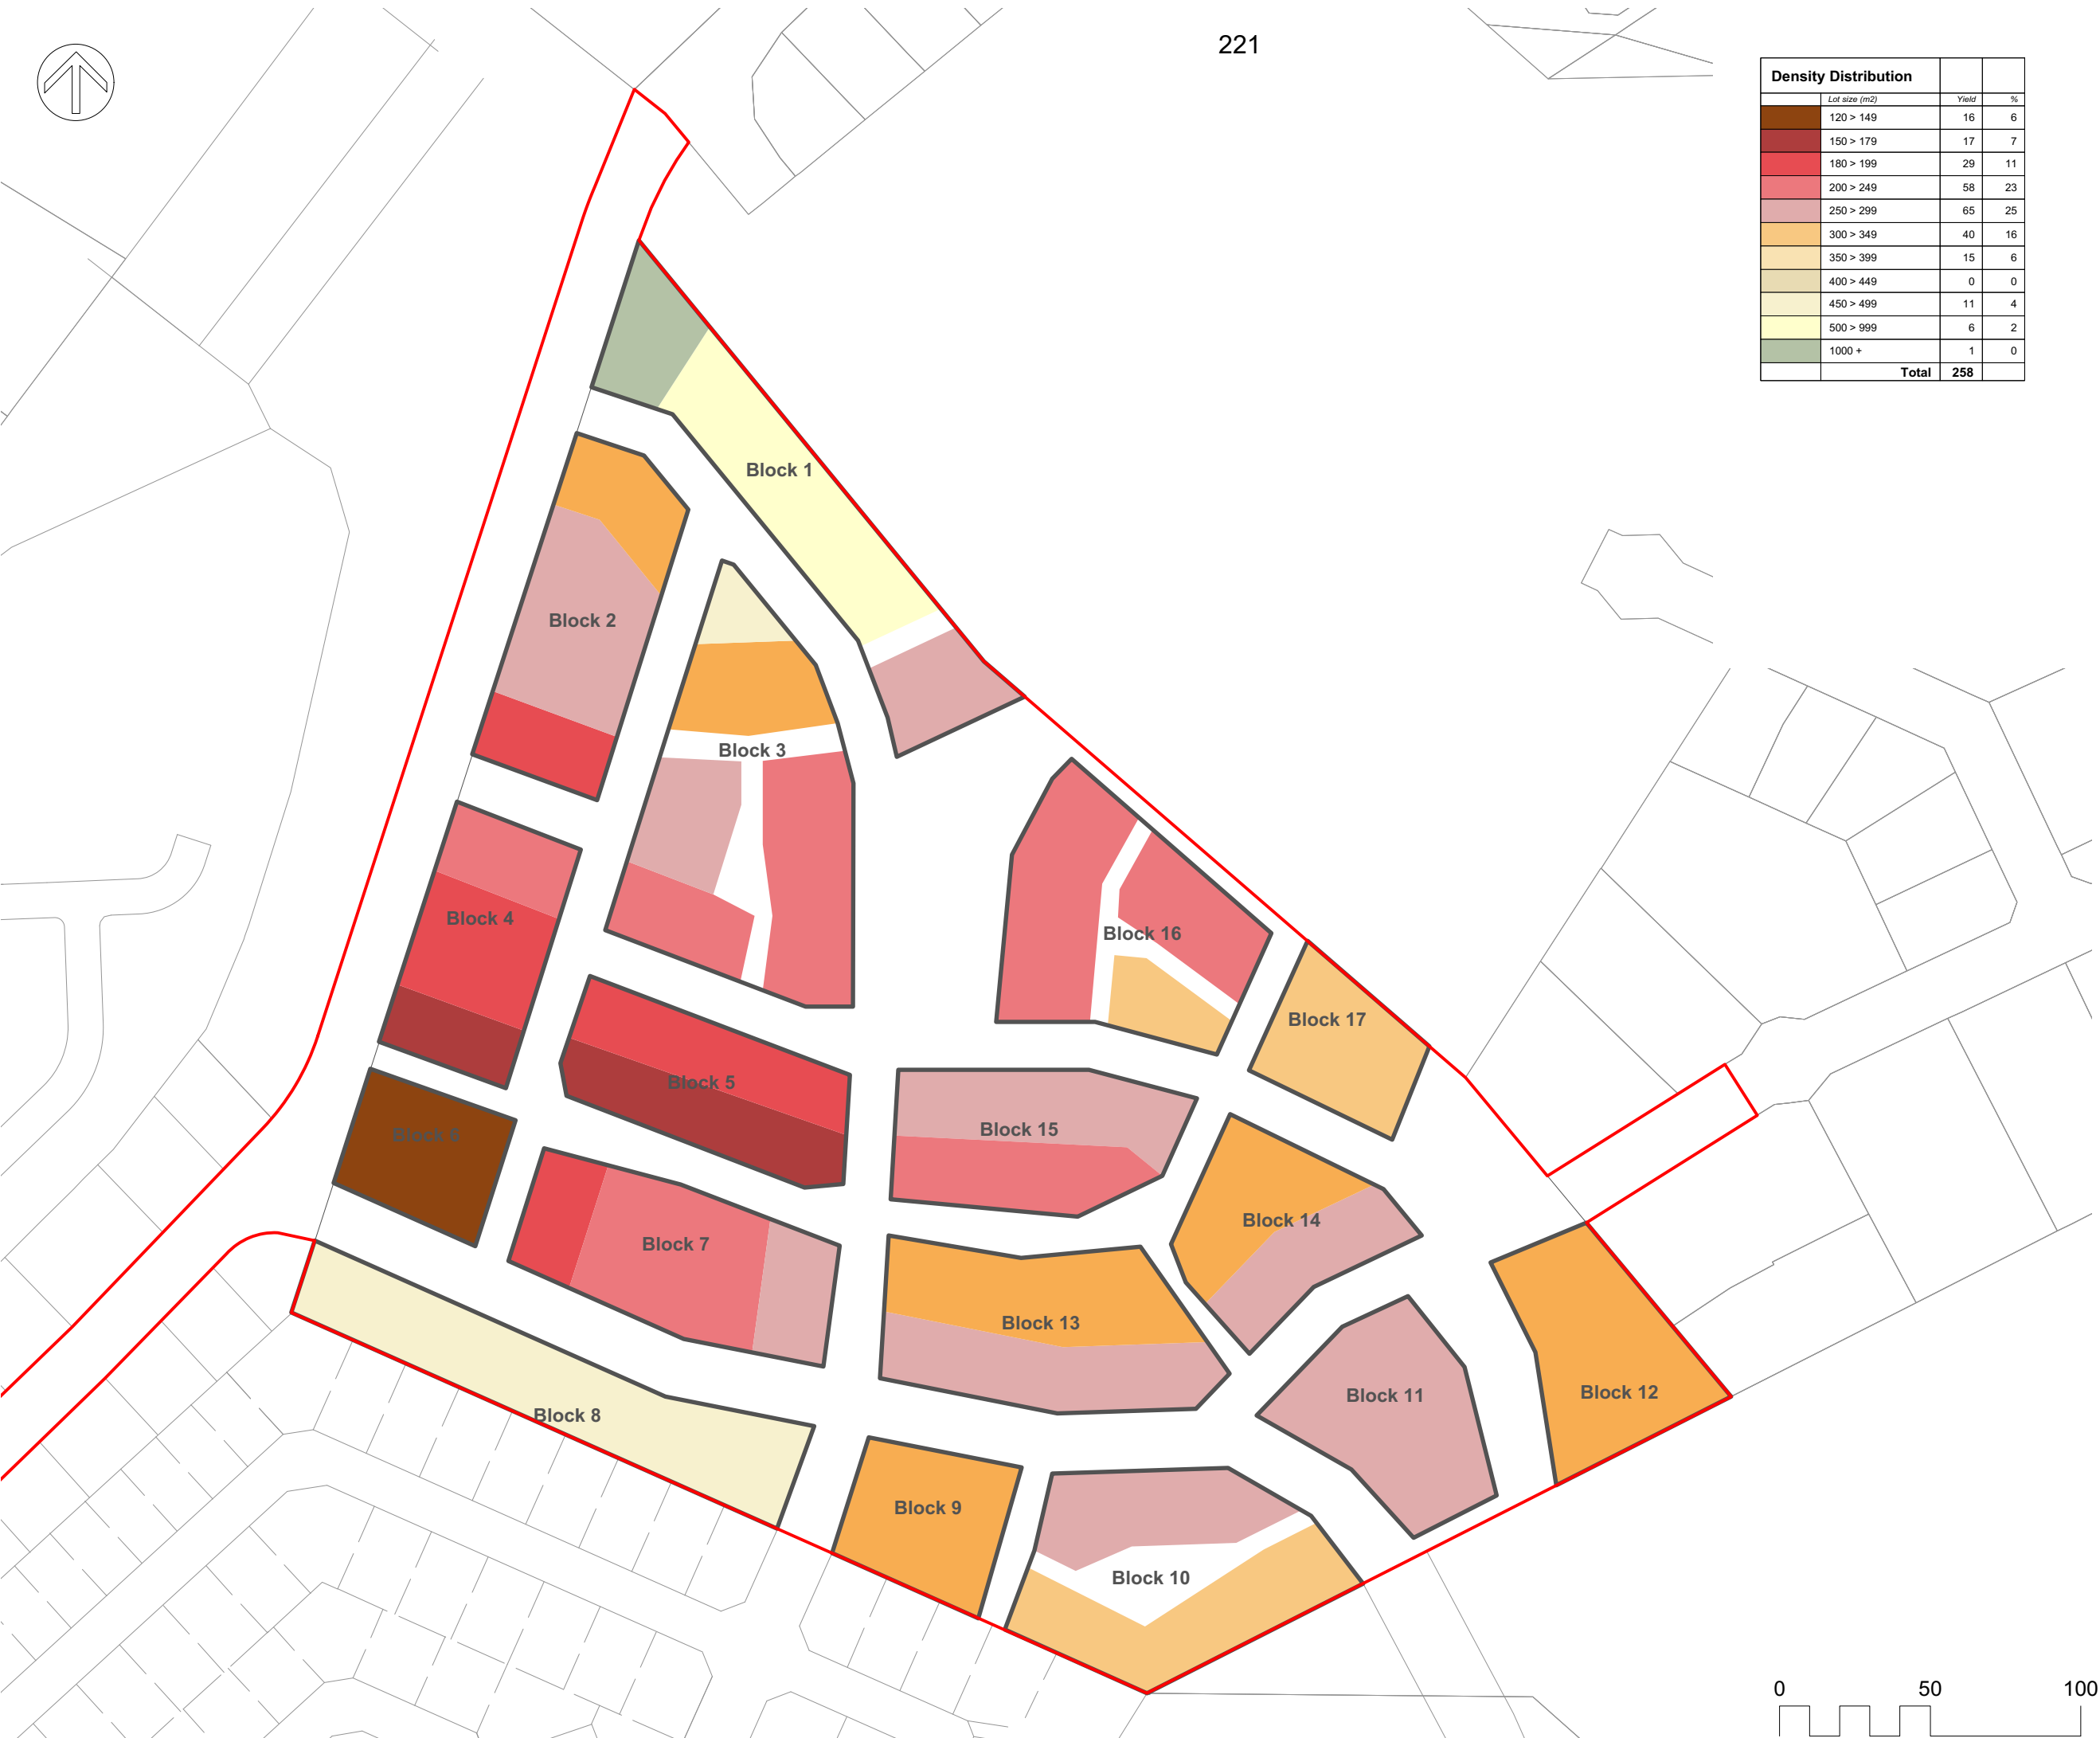 221
Density Distribution
Lot size (m2) Yield %
120 > 149 16 6
150 > 179 17 7
180 > 199 29 11
200 > 249 58 23
250 > 299 65 25
300 > 349 40 16
350 > 399 15 6
400 > 449 0 0
450 > 499 11 4
500 > 999 6 2
1000 + 1 0
Total 258
Block 1
Block 2
Block 3
Block 4
Block 16
Block 17
Block 5
Block 15
Block 6
Block 14
Block 7
Block 13
Block 12
Block 11
Block 8
Block 9
Block 10
0 50 100